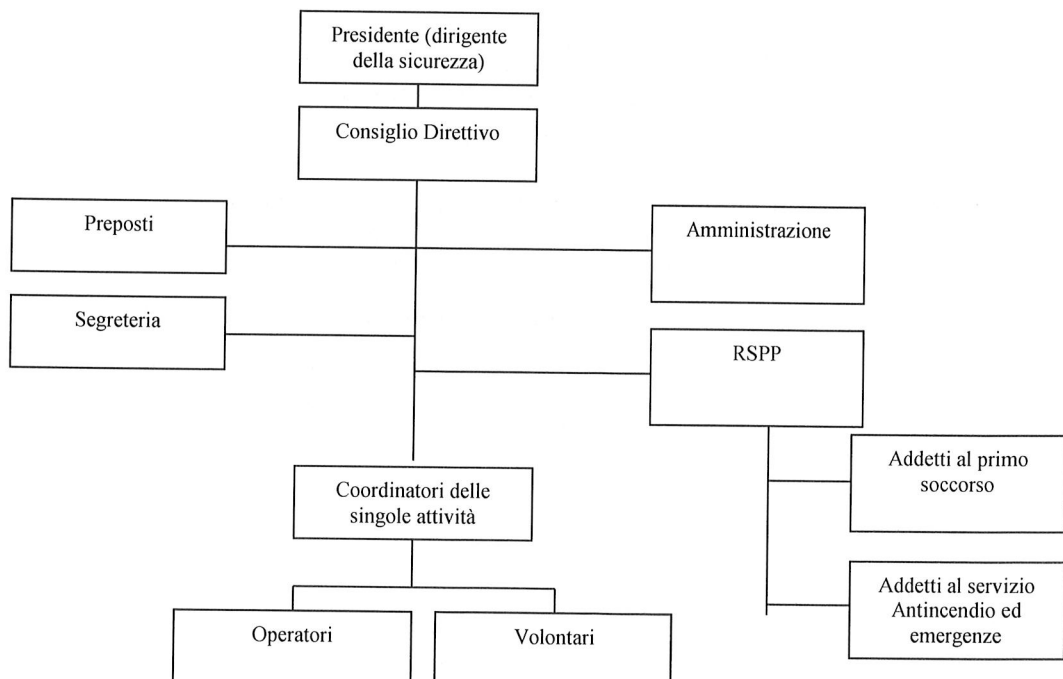 Presidente (dirigente
della sicurezza)
Consiglio Direttivo
Preposti
Amministrazione
Segreteria
RSPP
Addetti al primo
soccorso
Coordinatori delle
singole attività
Addetti al servizio
Antincendio ed
emergenze
Operatori
Volontari